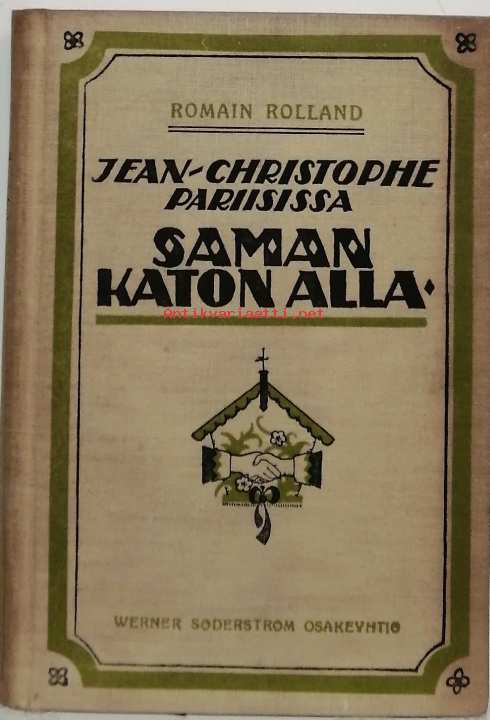 ROMAIN ROLLAND
JEAN-CHRISTOPHE
PARIISISSA
SAMAN
KATON ALLA
Antikvariaatti.net
WERNER SÖDERSTRÖM OSAKEYHTIÖ